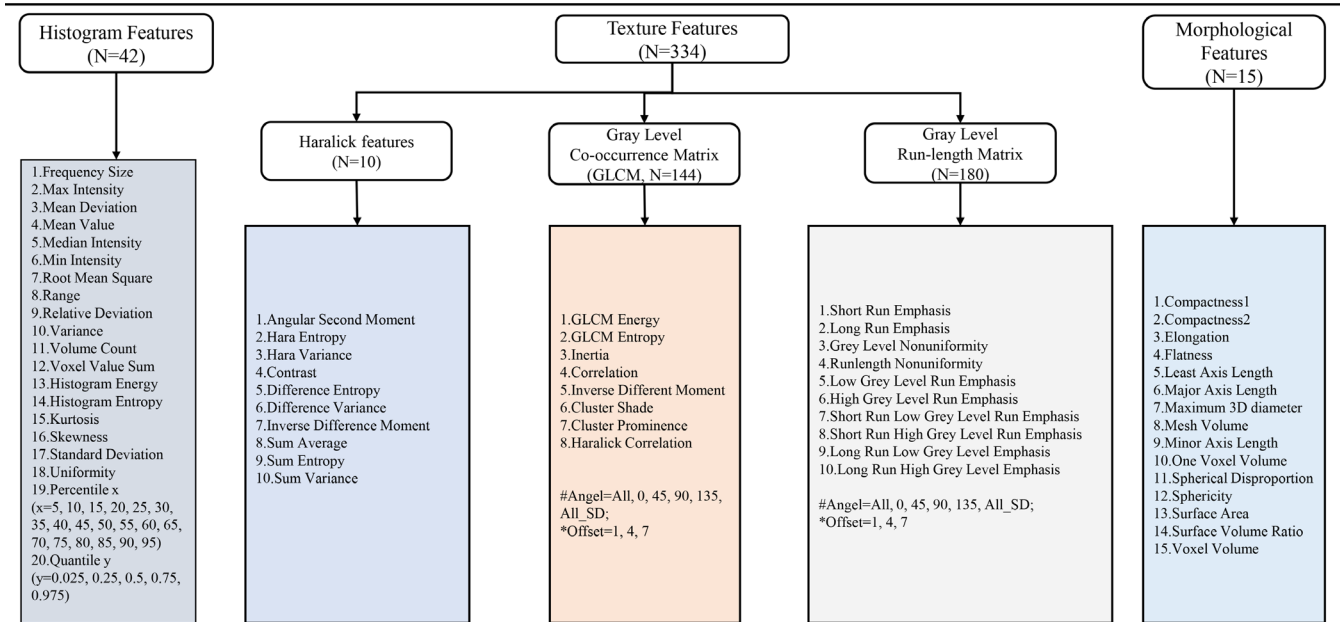 Histogram Features
(N=42)
Texture Features
(N=334)
Morphological
Features
(N=15)
Haralick features
(N=10)
Gray Level
Co-occurrence Matrix
(GLCM, N=144)
Gray Level
Run-length Matrix
(N=180)
1.Frequency Size
2.Max Intensity
3.Mean Deviation
4.Mean Value
5.Median Intensity
6.Min Intensity
7.Root Mean Square
8.Range
9.Relative Deviation
10.Variance
11.Volume Count
12.Voxel Value Sum
13.Histogram Energy
14.Histogram Entropy
15.Kurtosis
16.Skewness
17.Standard Deviation
18.Uniformity
19.Percentile x
(x=5, 10, 15, 20, 25, 30,
35, 40, 45, 50, 55, 60, 65,
70, 75, 80, 85, 90, 95)
20.Quantile y
(y=0.025, 0.25, 0.5, 0.75,
0.975)
1.Angular Second Moment
2.Hara Entropy
3.Hara Variance
4.Contrast
5.Difference Entropy
6.Difference Variance
7.Inverse Difference Moment
8.Sum Average
9.Sum Entropy
10.Sum Variance
1.GLCM Energy
2.GLCM Entropy
3.Inertia
4.Correlation
5.Inverse Different Moment
6.Cluster Shade
7.Cluster Prominence
8.Haralick Correlation
#Angel=All, 0, 45, 90, 135,
All_SD;
*Offset=1, 4, 7
1.Short Run Emphasis
2.Long Run Emphasis
3.Grey Level Nonuniformity
4.Runlength Nonuniformity
5.Low Grey Level Run Emphasis
6.High Grey Level Run Emphasis
7.Short Run Low Grey Level Run Emphasis
8.Short Run High Grey Level Run Emphasis
9.Long Run Low Grey Level Run Emphasis
10.Long Run High Grey Level Emphasis
#Angel=All, 0, 45, 90, 135, All_SD;
*Offset=1, 4, 7
1.Compactness1
2.Compactness2
3.Elongation
4.Flatness
5.Least Axis Length
6.Major Axis Length
7.Maximum 3D diameter
8.Mesh Volume
9.Minor Axis Length
10.One Voxel Volume
11.Spherical Disproportion
12.Sphericity
13.Surface Area
14.Surface Volume Ratio
15.Voxel Volume